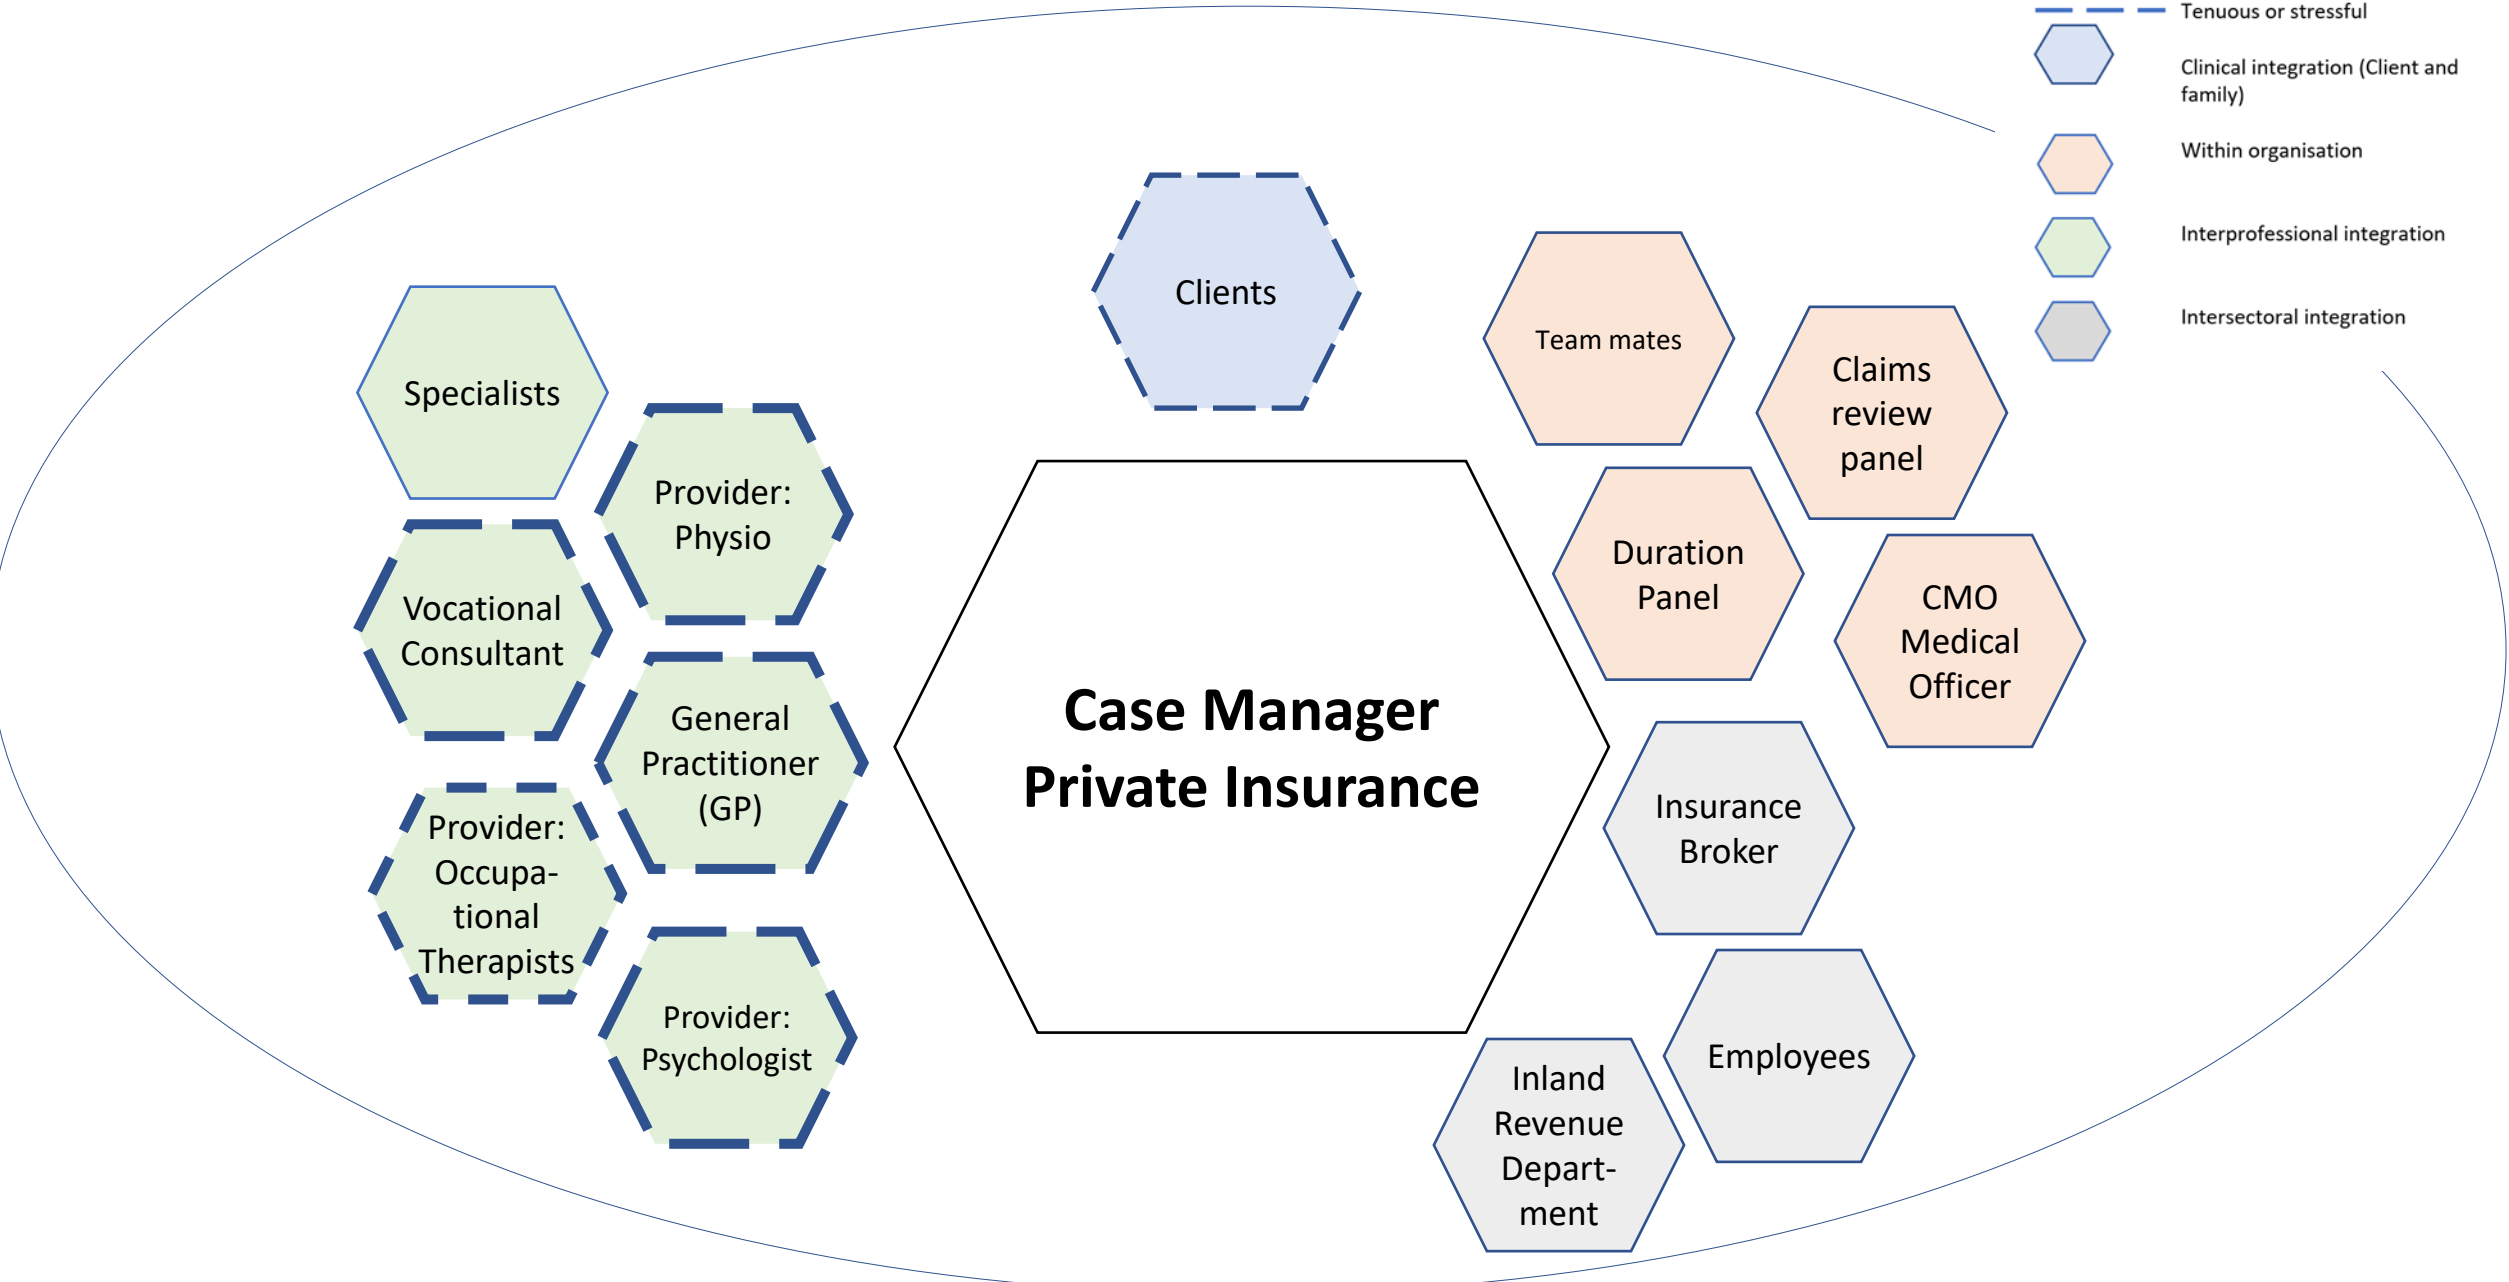 Tenuous or stressful
Clinical integration (Client and
family)
Within organisation
Interprofessional integration
Intersectoral integration
Clients
Team mates
Claims
review
panel
Specialists
Provider:
Physio
Duration
Panel
CMO
Medical
Officer
Vocational
Consultant
General
Practitioner
(GP)
Case Manager
Private Insurance
Insurance
Broker
Provider:
Occupa-
tional
Therapists
Provider:
Psychologist
Employees
Inland
Revenue
Depart-
ment